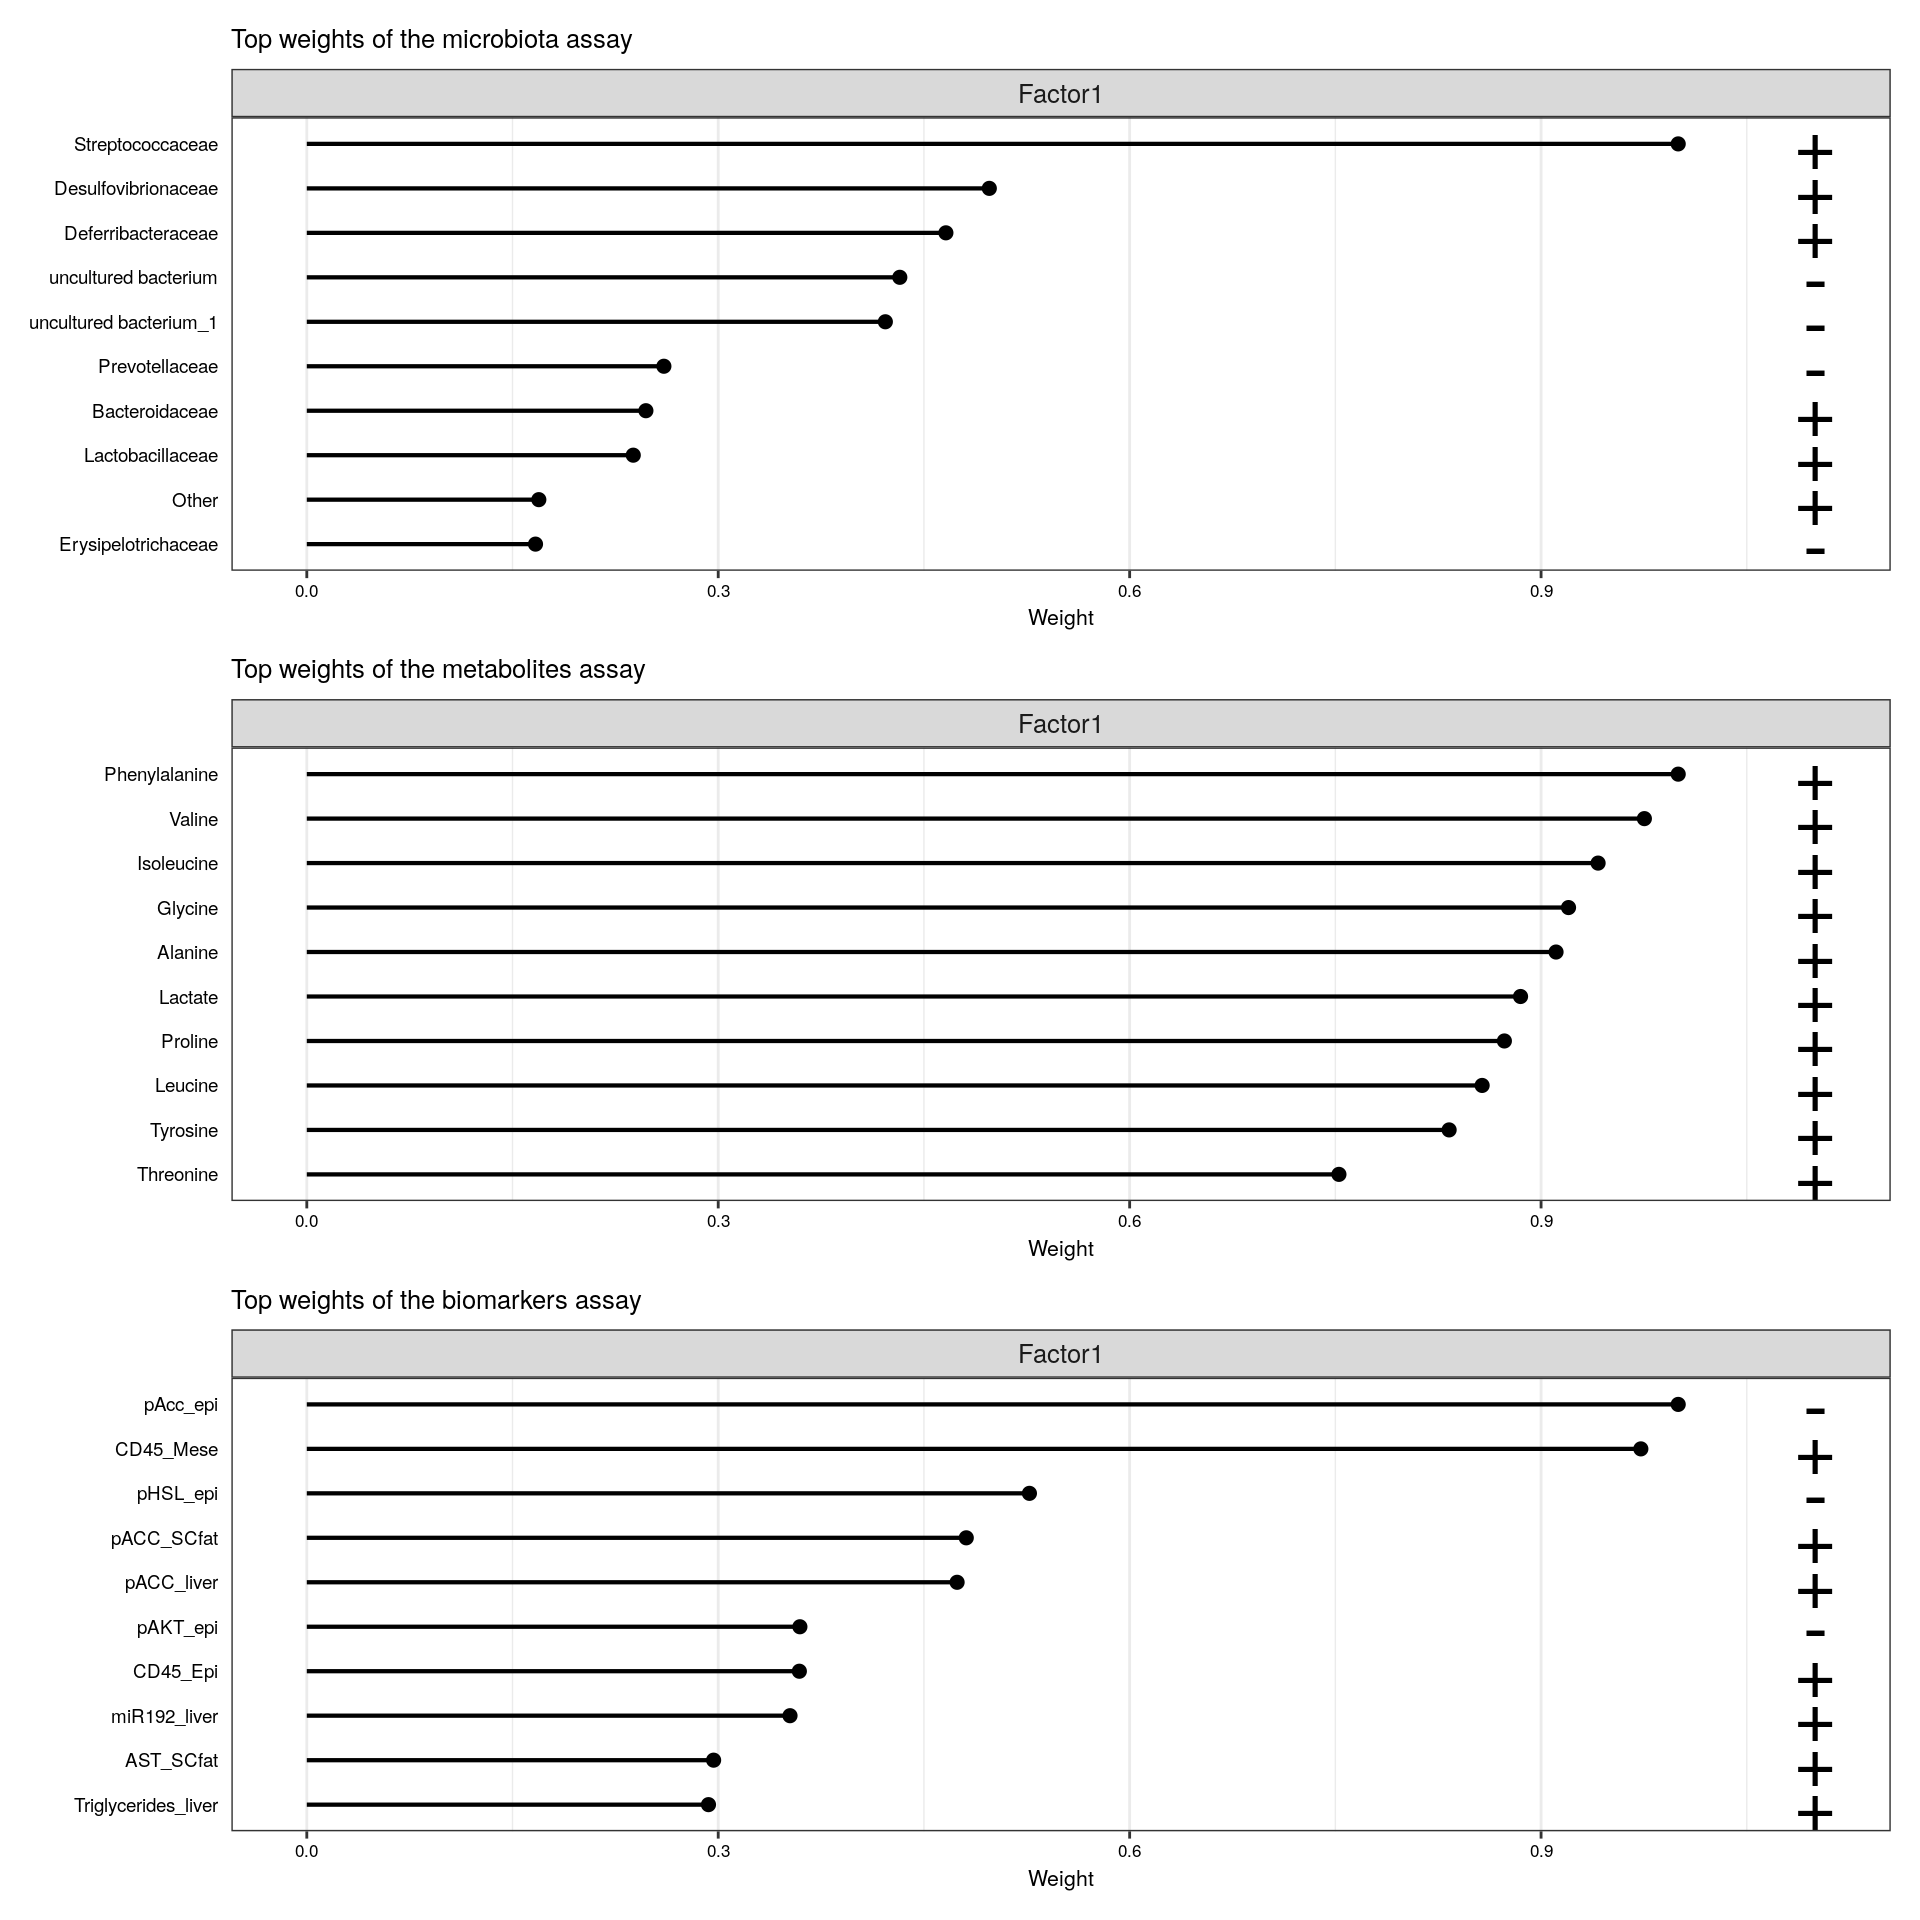 Top weights of the microbiota assay
Factor1
Streptococcaceae +
Desulfovibrionaceae +
Deferribacteraceae +
uncultured bacterium -
uncultured bacterium_1 -
Prevotellaceae -
Bacteroidaceae +
Lactobacillaceae +
Other +
Erysipelotrichaceae -
0.0 0.3 0.6 0.9
Weight
Top weights of the metabolites assay
Factor1
Phenylalanine +
Valine +
Isoleucine +
Glycine +
Alanine +
Lactate +
Proline +
Leucine +
Tyrosine +
Threonine +
0.0 0.3 0.6 0.9
Weight
Top weights of the biomarkers assay
Factor1
pAcc_epi -
CD45_Mese +
pHSL_epi -
pACC_SCfat +
pACC_liver +
pAKT_epi -
CD45_Epi +
miR192_liver +
AST_SCfat +
Triglycerides_liver +
0.0 0.3 0.6 0.9
Weight